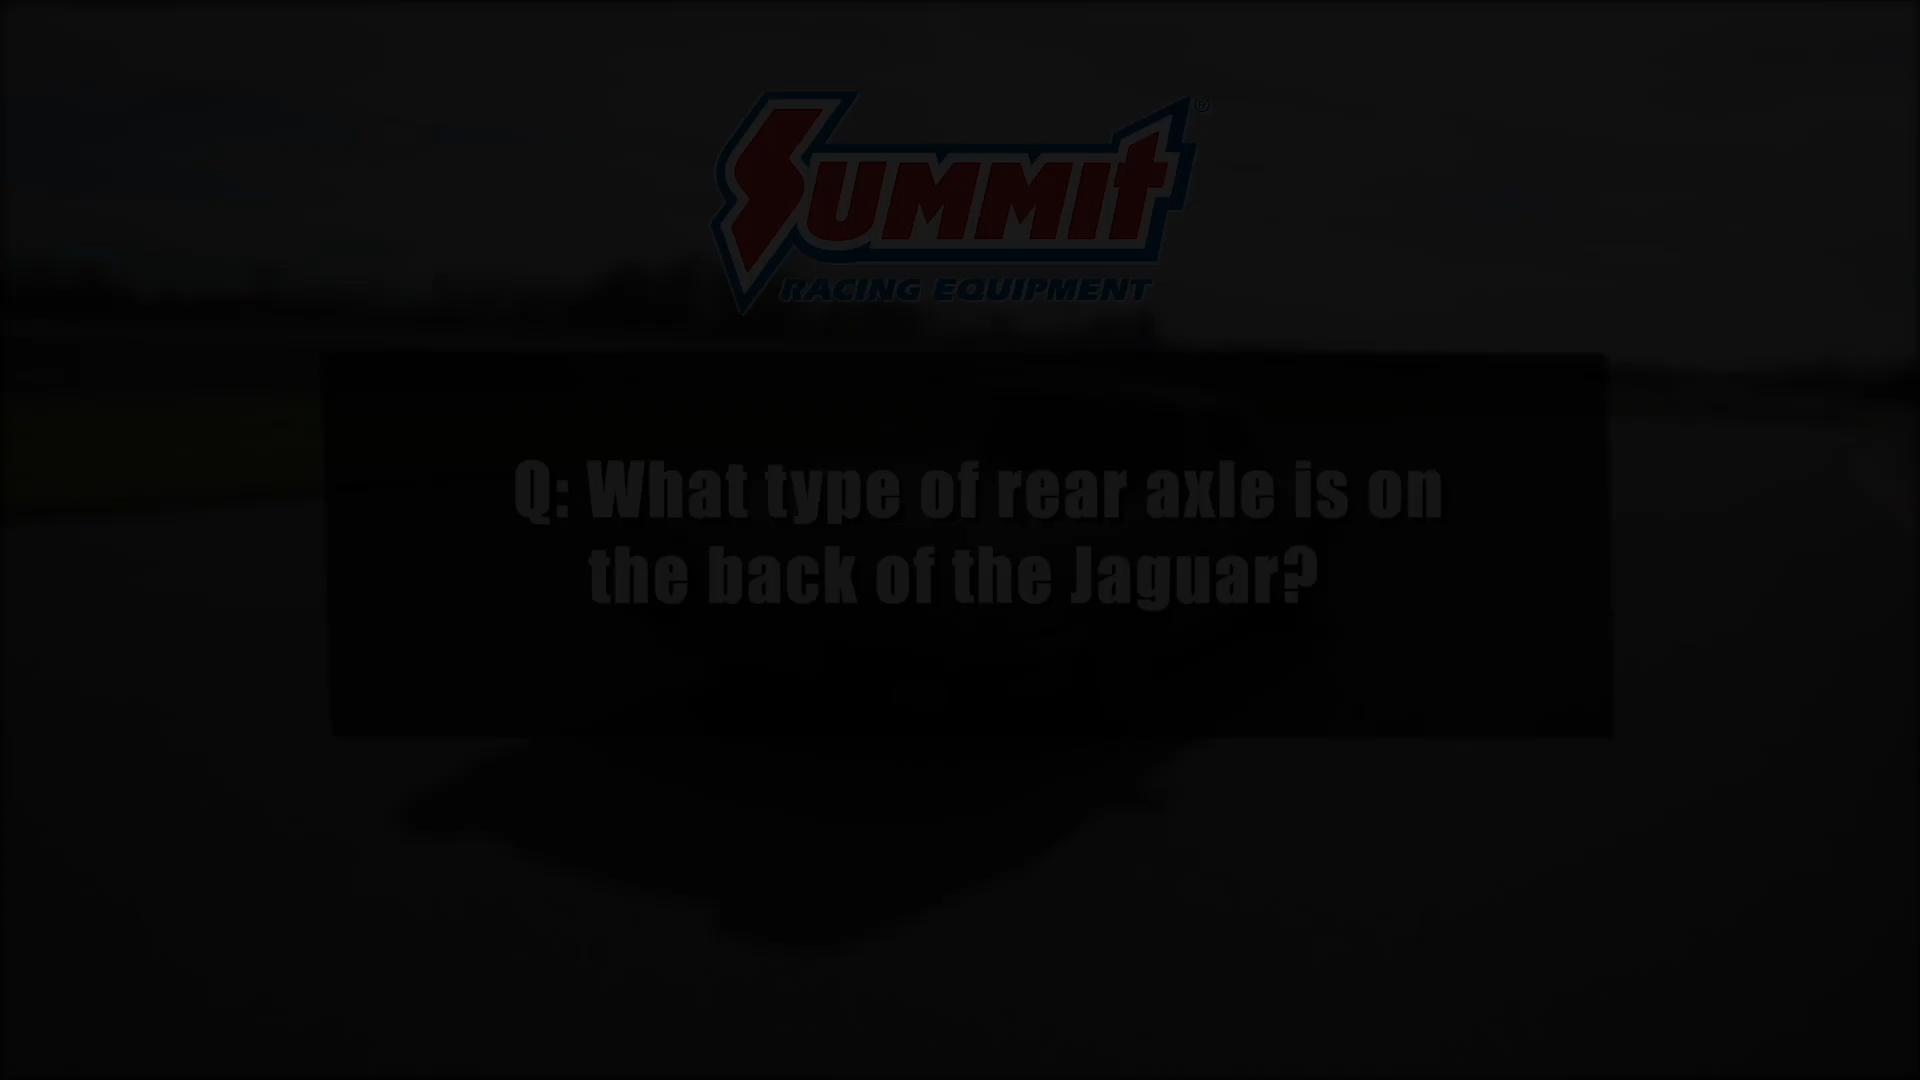 SUMMIT®
RACING EQUIPMENT
Q: What type of rear axle is on
the back of the Jaguar?